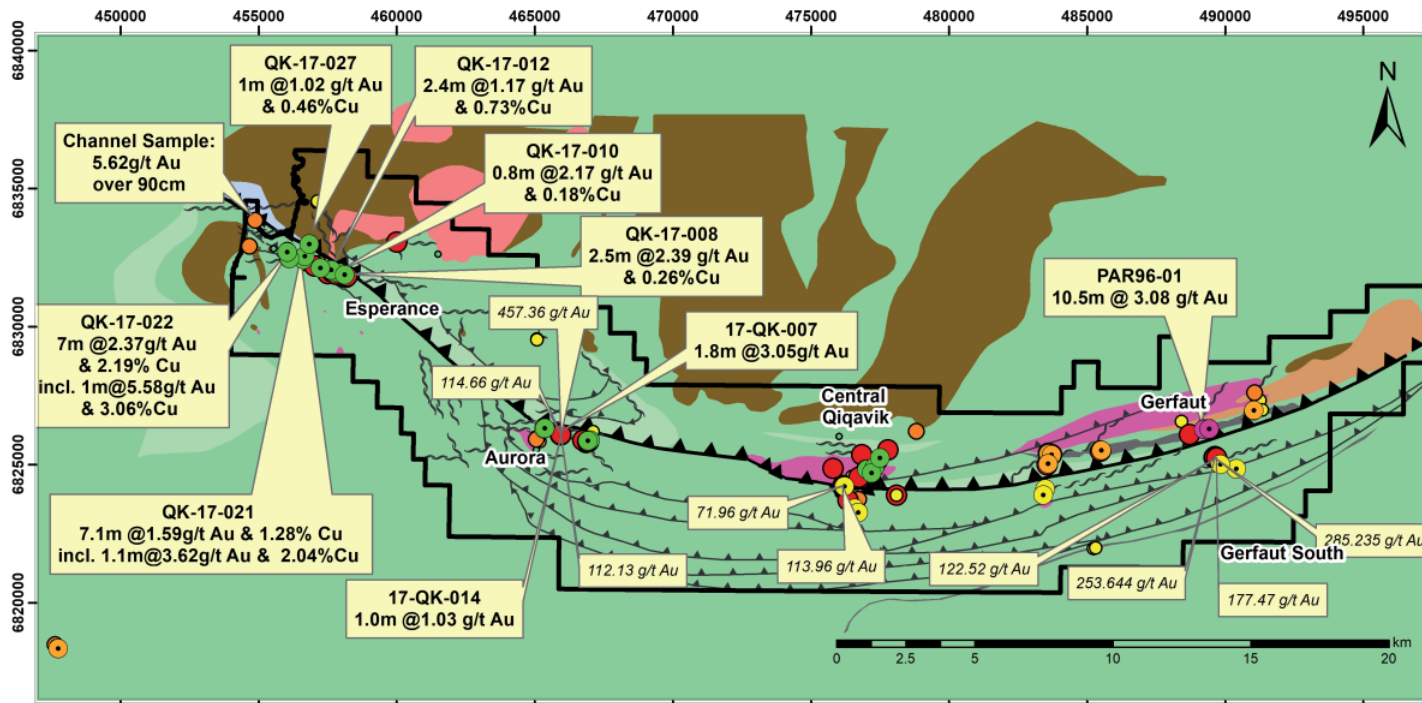 450000
455000
460000
465000
470000
475000
480000
485000
490000
495000
6840000
6835000
6830000
6825000
6820000
N
QK-17-027
1m @1.02 g/t Au
& 0.46%Cu
QK-17-012
2.4m @1.17 g/t Au
& 0.73%Cu
Channel Sample:
5.62g/t Au
over 90cm
QK-17-010
0.8m @2.17 g/t Au
& 0.18%Cu
QK-17-008
2.5m @2.39 g/t Au
& 0.26%Cu
PAR96-01
10.5m @ 3.08 g/t Au
Esperance
457.36 g/t Au
QK-17-022
7m @2.37g/t Au
& 2.19% Cu
incl. 1m@5.58g/t Au
& 3.06%Cu
17-QK-007
1.8m @3.05g/t Au
114.66 g/t Au
Central
Qiqavik
Gerfaut
Aurora
QK-17-021
7.1m @1.59g/t Au & 1.28% Cu
incl. 1.1m@3.62g/t Au & 2.04%Cu
71.96 g/t Au
112.13 g/t Au
113.96 g/t Au
122.52 g/t Au
253.644 g/t Au
177.47 g/t Au
285.235 g/t Au
Gerfaut South
17-QK-014
1.0m @1.03 g/t Au
km
0
2.5
5
10
15
20